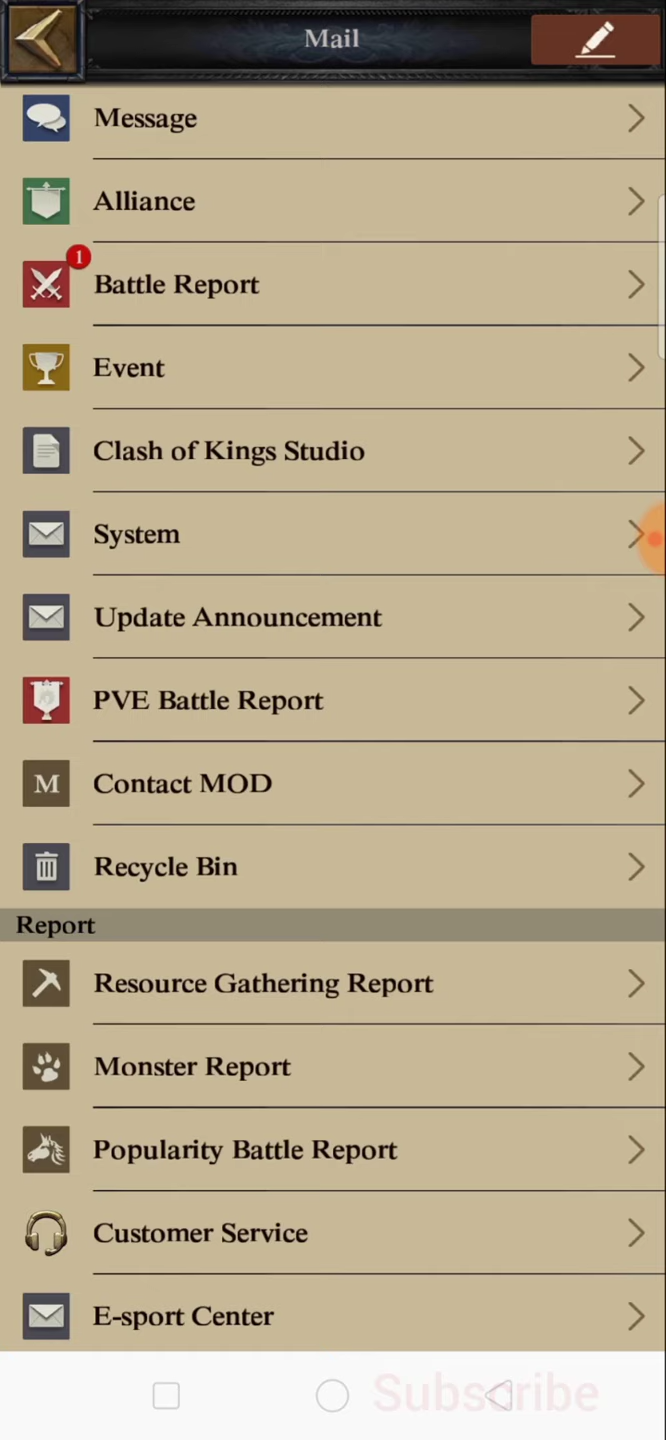 Mail
Message
Alliance
1
Battle Report
Event
Clash of Kings Studio
System
Update Announcement
PVE Battle Report
M
Contact MOD
Recycle Bin
Report
Resource Gathering Report
Monster Report
Popularity Battle Report
Customer Service
E-sport Center
Subscribe